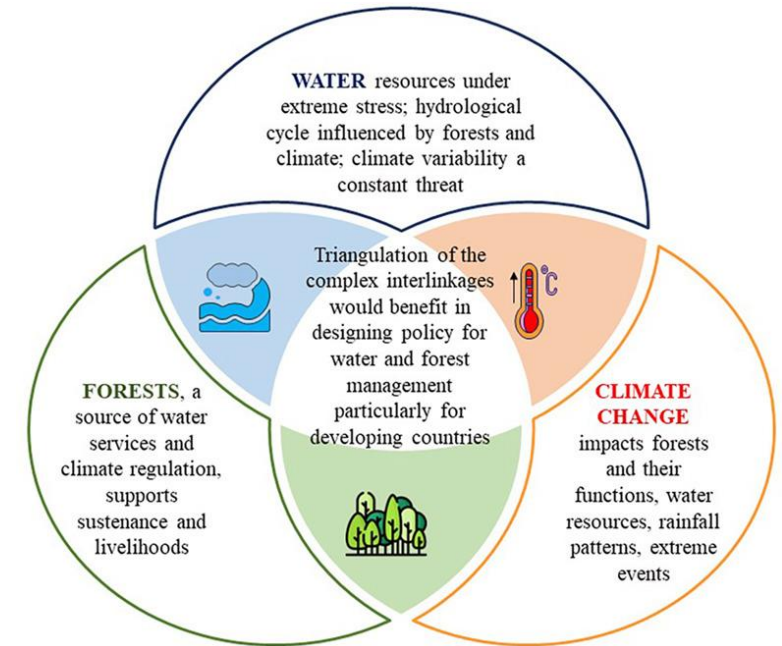 WATER resources under
extreme stress; hydrological
cycle influenced by forests and
climate; climate variability a
constant threat
Triangulation of the
complex interlinkages
would benefit in
designing policy for
water and forest
management
particularly for
developing countries
°C
FORESTS, a
source of water
services and
climate regulation,
supports
sustenance and
livelihoods
CLIMATE
CHANGE
impacts forests
and their
functions, water
resources, rainfall
patterns, extreme
events